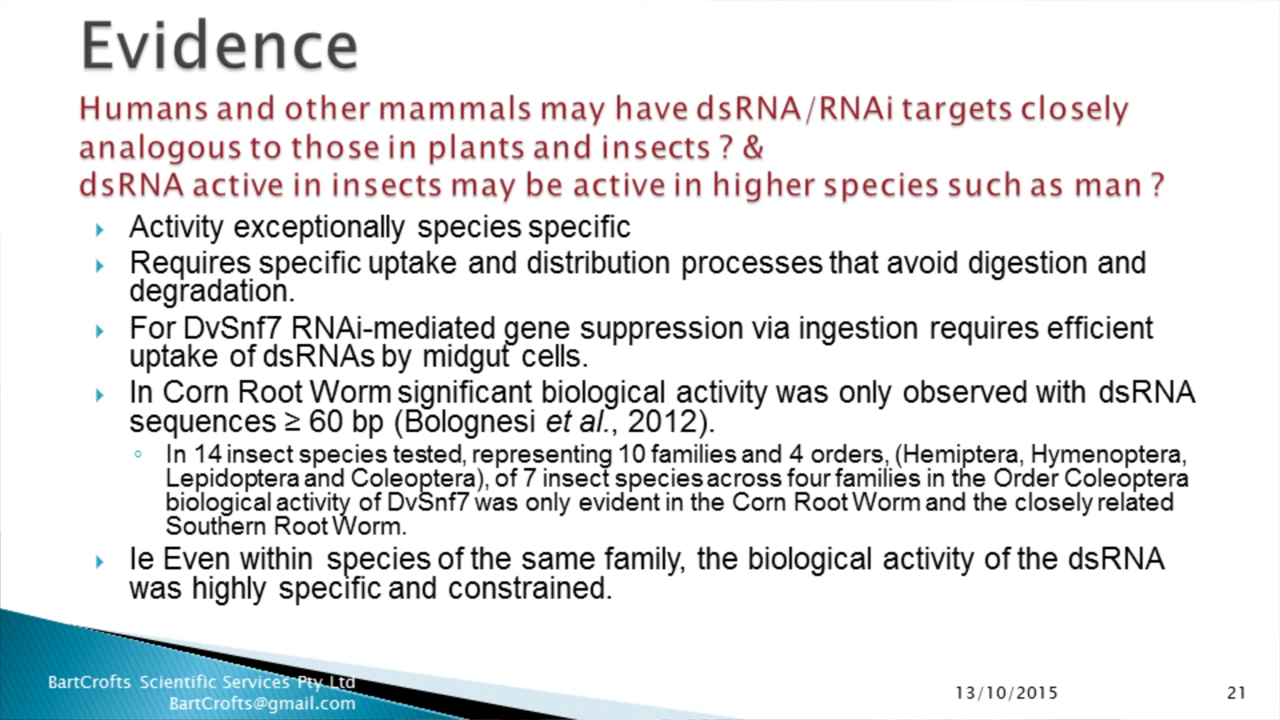 Evidence
Humans and other mammals may have dsRNA/RNAi targets closely
analogous to those in plants and insects ? &
dsRNA active in insects may be active in higher species such as man ?
Activity exceptionally species specific
Requires specific uptake and distribution processes that avoid digestion and
degradation.
For DvSnf7 RNAi-mediated gene suppression via ingestion requires efficient
uptake of dsRNAs by midgut cells.
In Corn Root Worm significant biological activity was only observed with dsRNA
sequences ≥ 60 bp (Bolognesi et al., 2012).
In 14 insect species tested, representing 10 families and 4 orders, (Hemiptera, Hymenoptera,
Lepidoptera and Coleoptera), of 7 insect species across four families in the Order Coleoptera
biological activity of DvSnf7 was only evident in the Corn Root Worm and the closely related
Southern Root Worm.
Ie Even within species of the same family, the biological activity of the dsRNA
was highly specific and constrained.
BartCrofts Scientific Services Pty Ltd
BartCrofts@gmail.com
13/10/2015
21